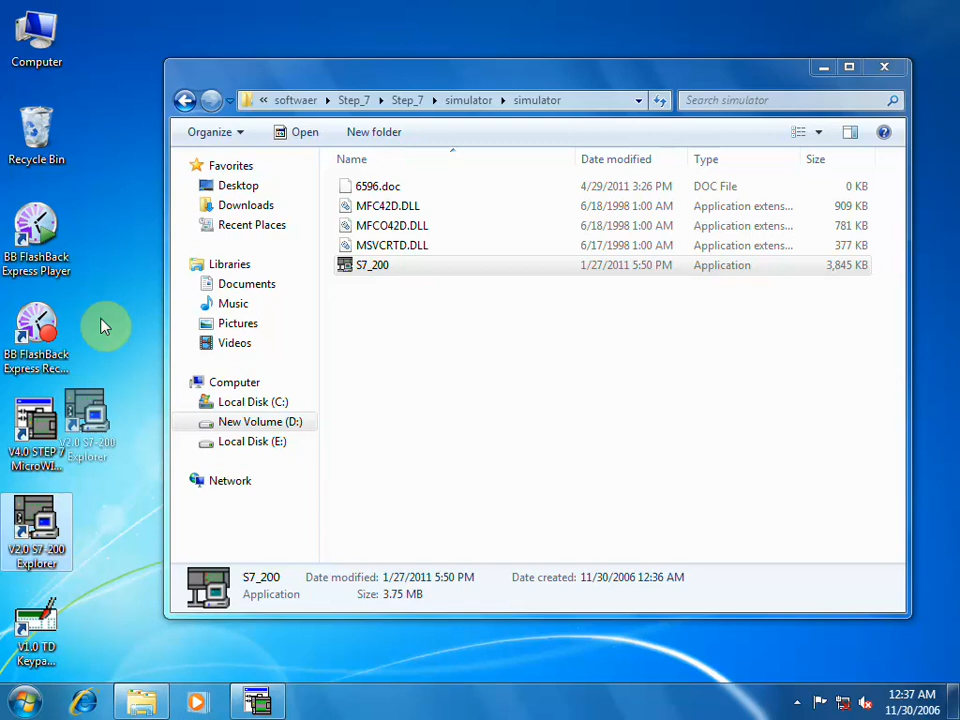 Computer
Recycle Bin
BB FlashBack
Express Player
BB FlashBack
Express Rec...
V4.0 STEP 7
MicroWI...
V2.0 S7-200
Explorer
V2.0 S7-200
Explorer
V1.0 TD
Keypa...
« softwaer Step_7 Step_7 simulator simulator
Search simulator
Organize Open New folder
Favorites
Desktop
Downloads
Recent Places
Libraries
Documents
Music
Pictures
Videos
Computer
Local Disk (C:)
New Volume (D:)
Local Disk (E:)
Network
Name Date modified Type Size
6596.doc 4/29/2011 3:26 PM DOC File 0 KB
MFC42D.DLL 6/18/1998 1:00 AM Application extens... 909 KB
MFCO42D.DLL 6/18/1998 1:00 AM Application extens... 781 KB
MSVCRTD.DLL 6/17/1998 1:00 AM Application extens... 377 KB
S7_200 1/27/2011 5:50 PM Application 3,845 KB
S7_200 Date modified: 1/27/2011 5:50 PM Date created: 11/30/2006 12:36 AM
Application Size: 3.75 MB
12:37 AM
11/30/2006